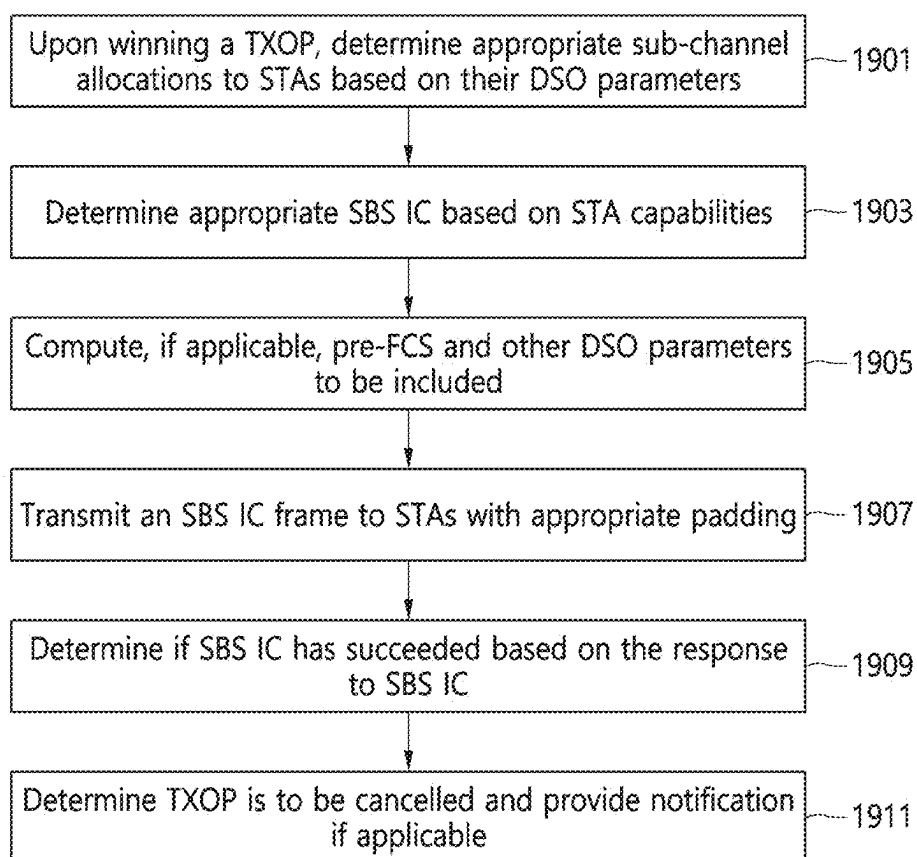 Upon winning a TXOP, determine appropriate sub-channel
allocations to STAs based on their DSO parameters
1901
Determine appropriate SBS IC based on STA capabilities
1903
Compute, if applicable, pre-FCS and other DSO parameters
to be included
1905
Transmit an SBS IC frame to STAs with appropriate padding
1907
Determine if SBS IC has succeeded based on the response
to SBS IC
1909
Determine TXOP is to be cancelled and provide notification
if applicable
1911